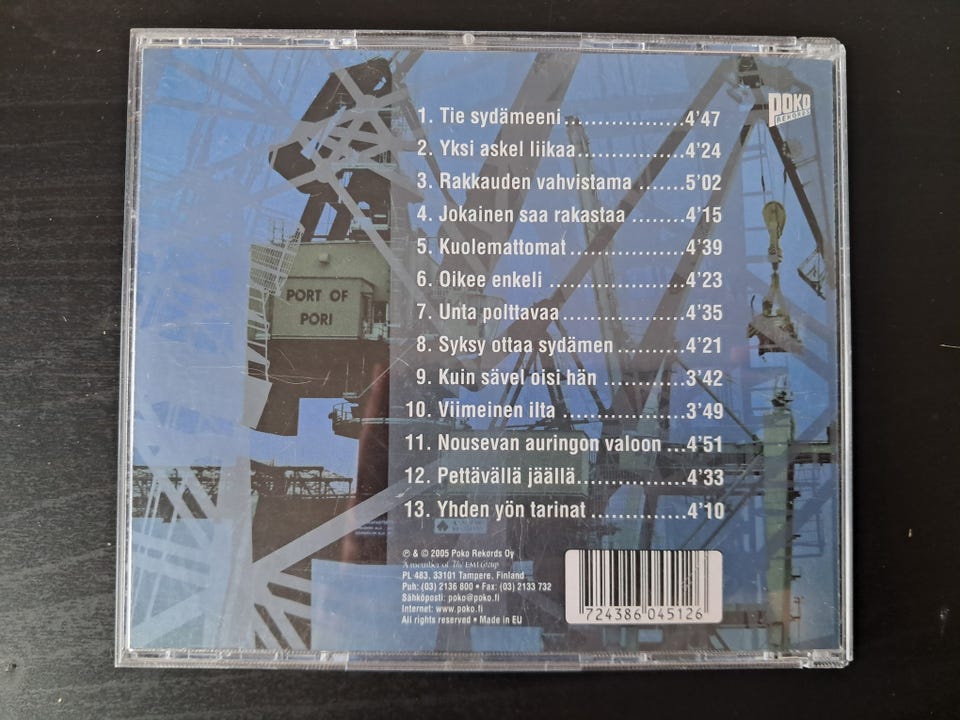 POKO
REKORDS
1. Tie sydämeeni..................4'47
2. Yksi askel liikaa................4'24
3. Rakkauden vahvistama .......5'02
4. Jokainen saa rakastaa ........4'15
5. Kuolemattomat .................4'39
6. Oikee enkeli ....................4'23
7. Unta polttavaa..................4'35
8. Syksy ottaa sydämen ..........4'21
9. Kuin sävel oisi hän ............3'42
10. Viimeinen ilta ..................3'49
11. Nousevan auringon valoon ...4'51
12. Pettävällä jäällä................4'33
13. Yhden yön tarinat ..............4'10
PORT OF
PORI
℗ & © 2005 Poko Rekords Oy
A member of The EMI Group
PL 483, 33101 Tampere, Finland
Puh: (03) 2136 800 • Fax: (03) 2133 732
Sähköposti: poko@poko.fi
Internet: www.poko.fi
All rights reserved • Made in EU
724386 045126